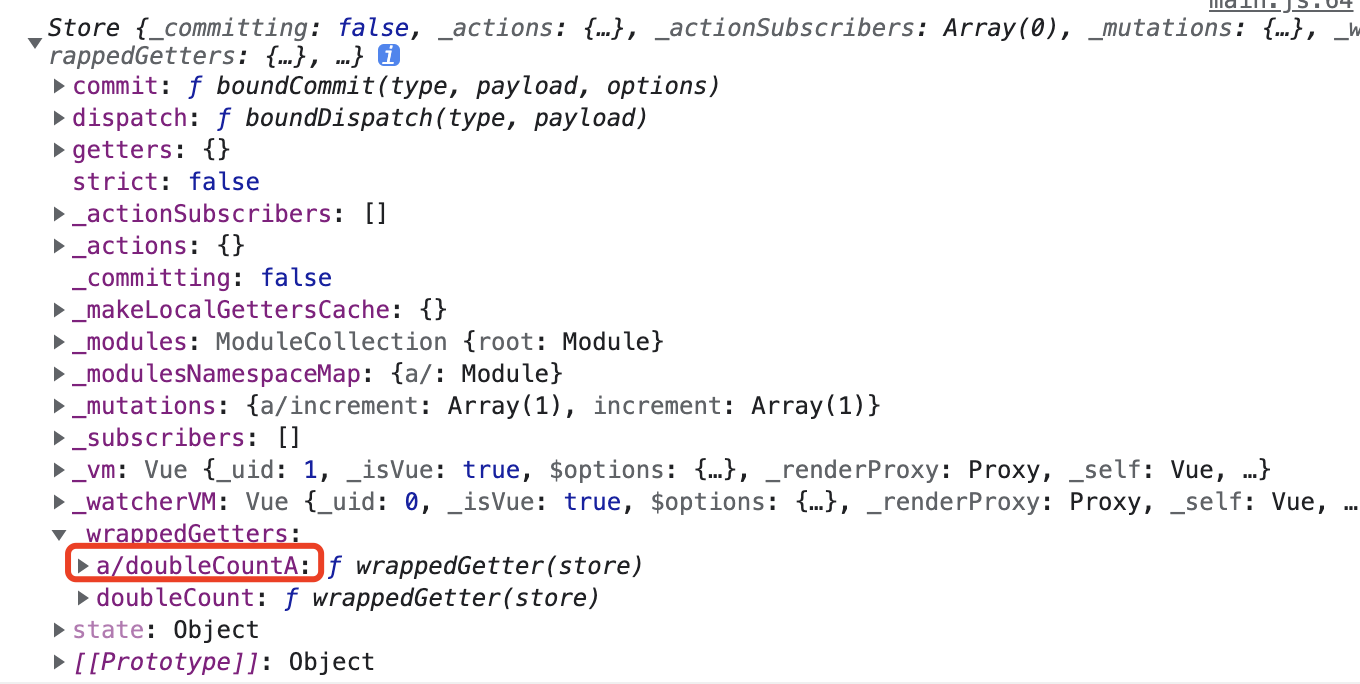 main.js:64
Store {_committing: false, _actions: {…}, _actionSubscribers: Array(0), _mutations: {…}, _w
rappedGetters: {…}, …} i
commit: ƒ boundCommit(type, payload, options)
dispatch: ƒ boundDispatch(type, payload)
getters: {}
strict: false
_actionSubscribers: []
_actions: {}
_committing: false
_makeLocalGettersCache: {}
_modules: ModuleCollection {root: Module}
_modulesNamespaceMap: {a/: Module}
_mutations: {a/increment: Array(1), increment: Array(1)}
_subscribers: []
_vm: Vue {_uid: 1, _isVue: true, $options: {…}, _renderProxy: Proxy, _self: Vue, …}
_watcherVM: Vue {_uid: 0, _isVue: true, $options: {…}, _renderProxy: Proxy, _self: Vue, …
_wrappedGetters:
a/doubleCountA: ƒ wrappedGetter(store)
doubleCount: ƒ wrappedGetter(store)
state: Object
[[Prototype]]: Object